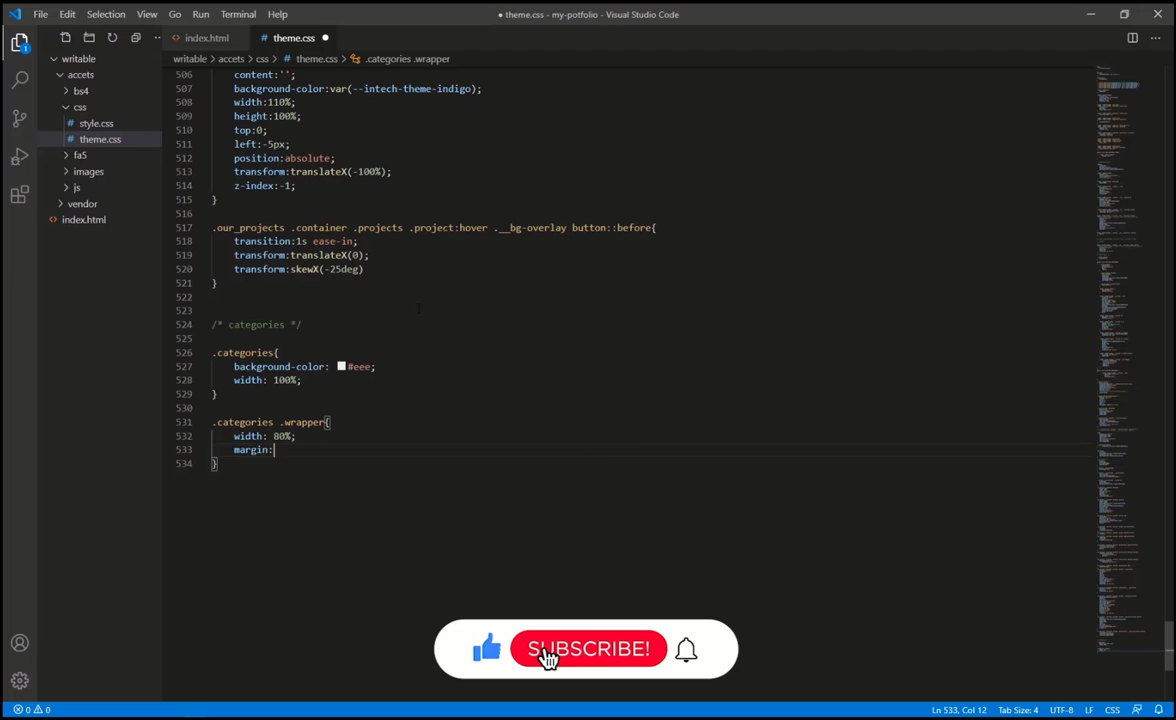 File Edit Selection View Go Run Terminal Help
● theme.css - my-potfolio - Visual Studio Code
index.html
# theme.css ●
writable > accets > css > # theme.css > .categories .wrapper
1
writable
accets
bs4
css
# style.css
# theme.css
fa5
images
js
vendor
<> index.html
506 content:'';
507 background-color:var(--intech-theme-indigo);
508 width:110%;
509 height:100%;
510 top:0;
511 left:-5px;
512 position:absolute;
513 transform:translateX(-100%);
514 z-index:-1;
515 }
516
517 .our_projects .container .projects .project:hover .__bg-overlay button::before{
518 transition:1s ease-in;
519 transform:translateX(0);
520 transform:skewX(-25deg)
521 }
522
523
524 /* categories */
525
526 .categories{
527 background-color: #eee;
528 width: 100%;
529 }
530
531 .categories .wrapper{
532 width: 80%;
533 margin:
534 }
SUBSCRIBE!
0 0
Ln 533, Col 12 Tab Size: 4 UTF-8 LF CSS